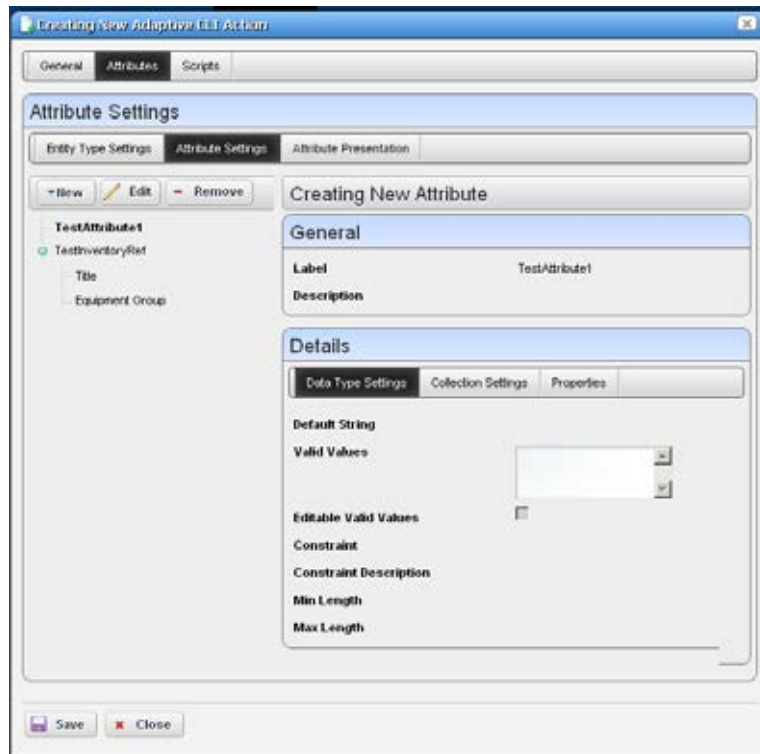 Creating New Adaptive CLI Action
General Attributes Scripts
Attribute Settings
Entity Type Settings Attribute Settings Attribute Presentation
New Edit Remove
Creating New Attribute
TestAttribute1
TestInventoryRef
Title
Equipment Group
General
Label TestAttribute1
Description
Details
Data Type Settings Collection Settings Properties
Default String
Valid Values
Editable Valid Values
Constraint
Constraint Description
Min Length
Max Length
Save Close